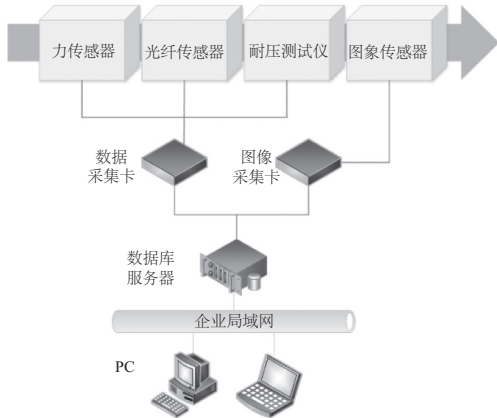 力传感器
光纤传感器
耐压测试仪
图象传感器
数据
采集卡
图像
采集卡
数据库
服务器
企业局域网
PC